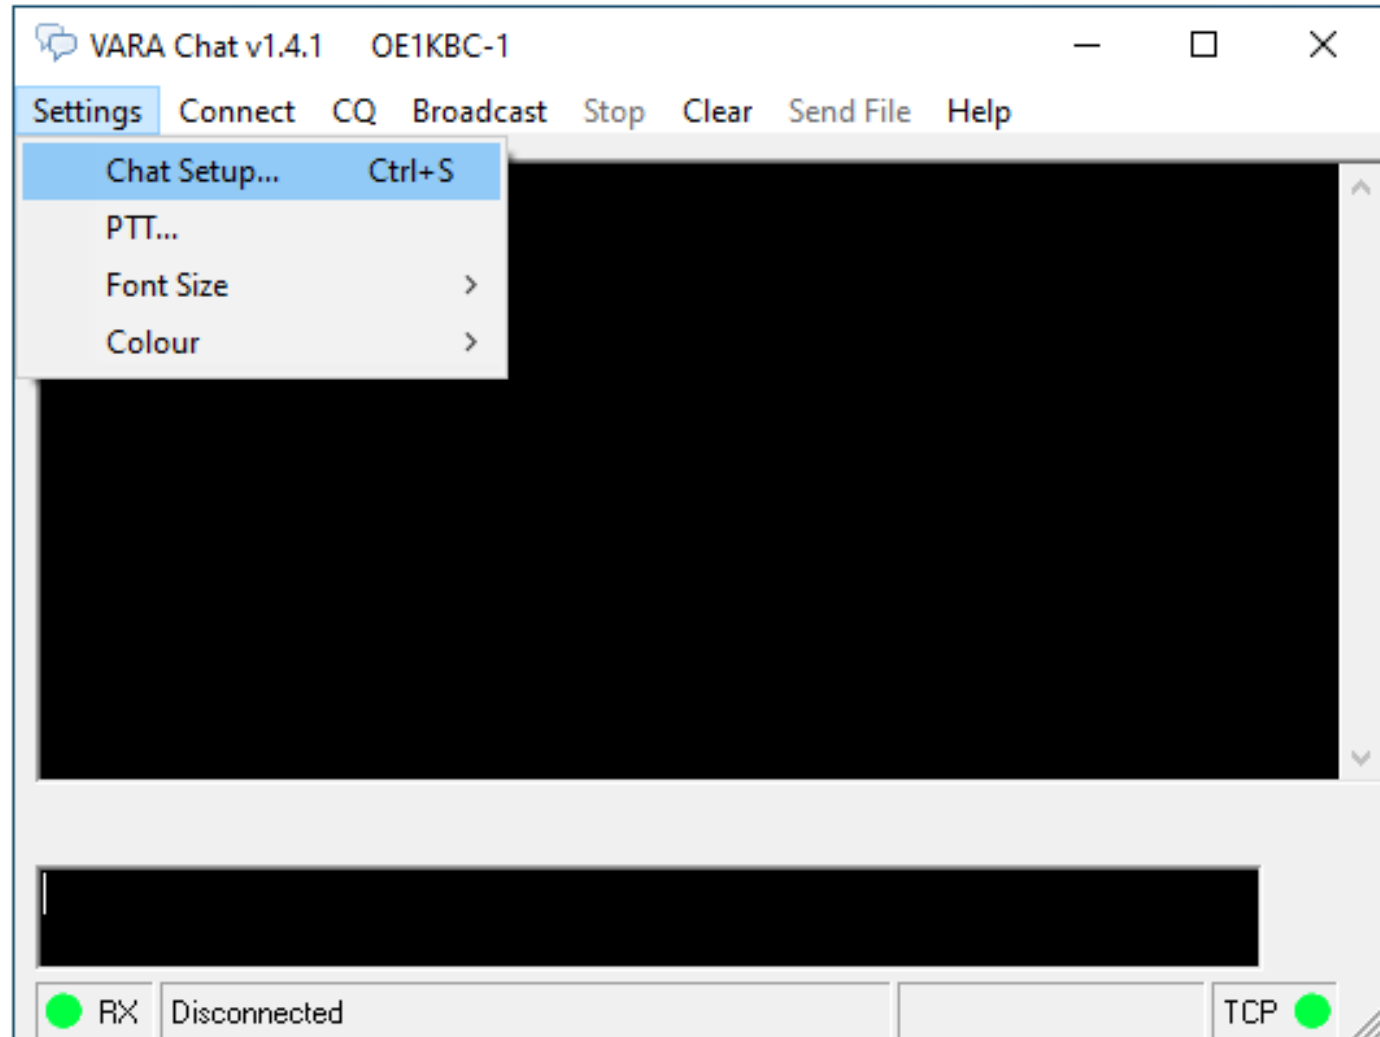 VARA Chat v1.4.1 OE1KBC-1
Settings Connect CQ Broadcast Stop Clear Send File Help
Chat Setup... Ctrl+S
PTT...
Font Size
Colour
RX Disconnected TCP